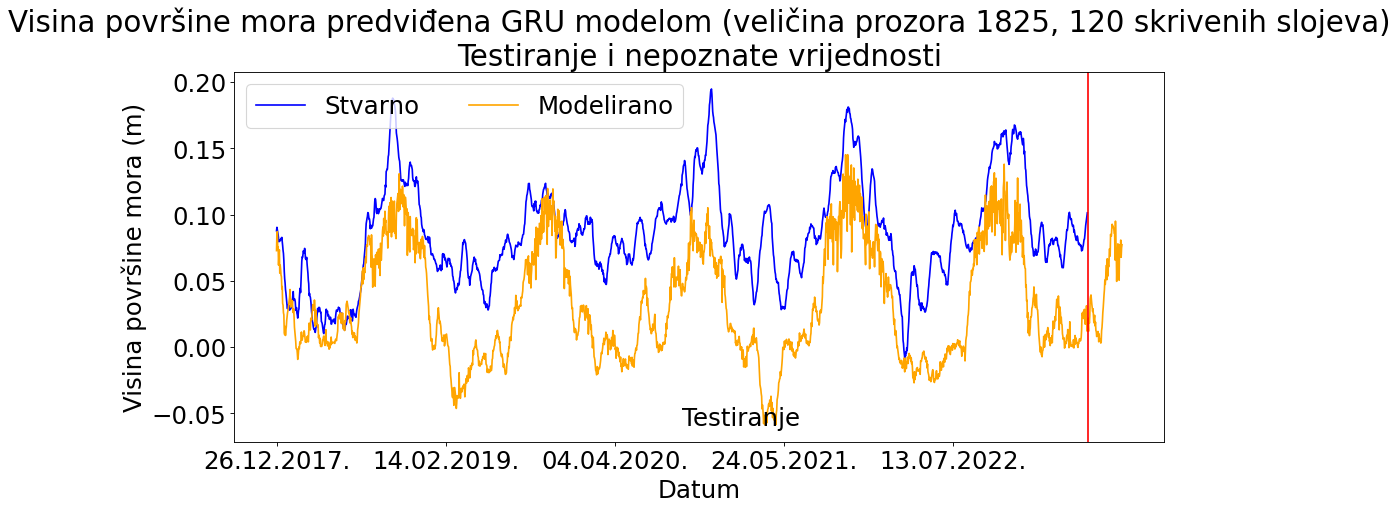 Visina površine mora predviđena GRU modelom (veličina prozora 1825, 120 skrivenih slojeva)
Testiranje i nepoznate vrijednosti
Stvarno Modelirano
Visina površine mora (m)
0.20
0.15
0.10
0.05
0.00
−0.05
Testiranje
26.12.2017. 14.02.2019. 04.04.2020. 24.05.2021. 13.07.2022.
Datum